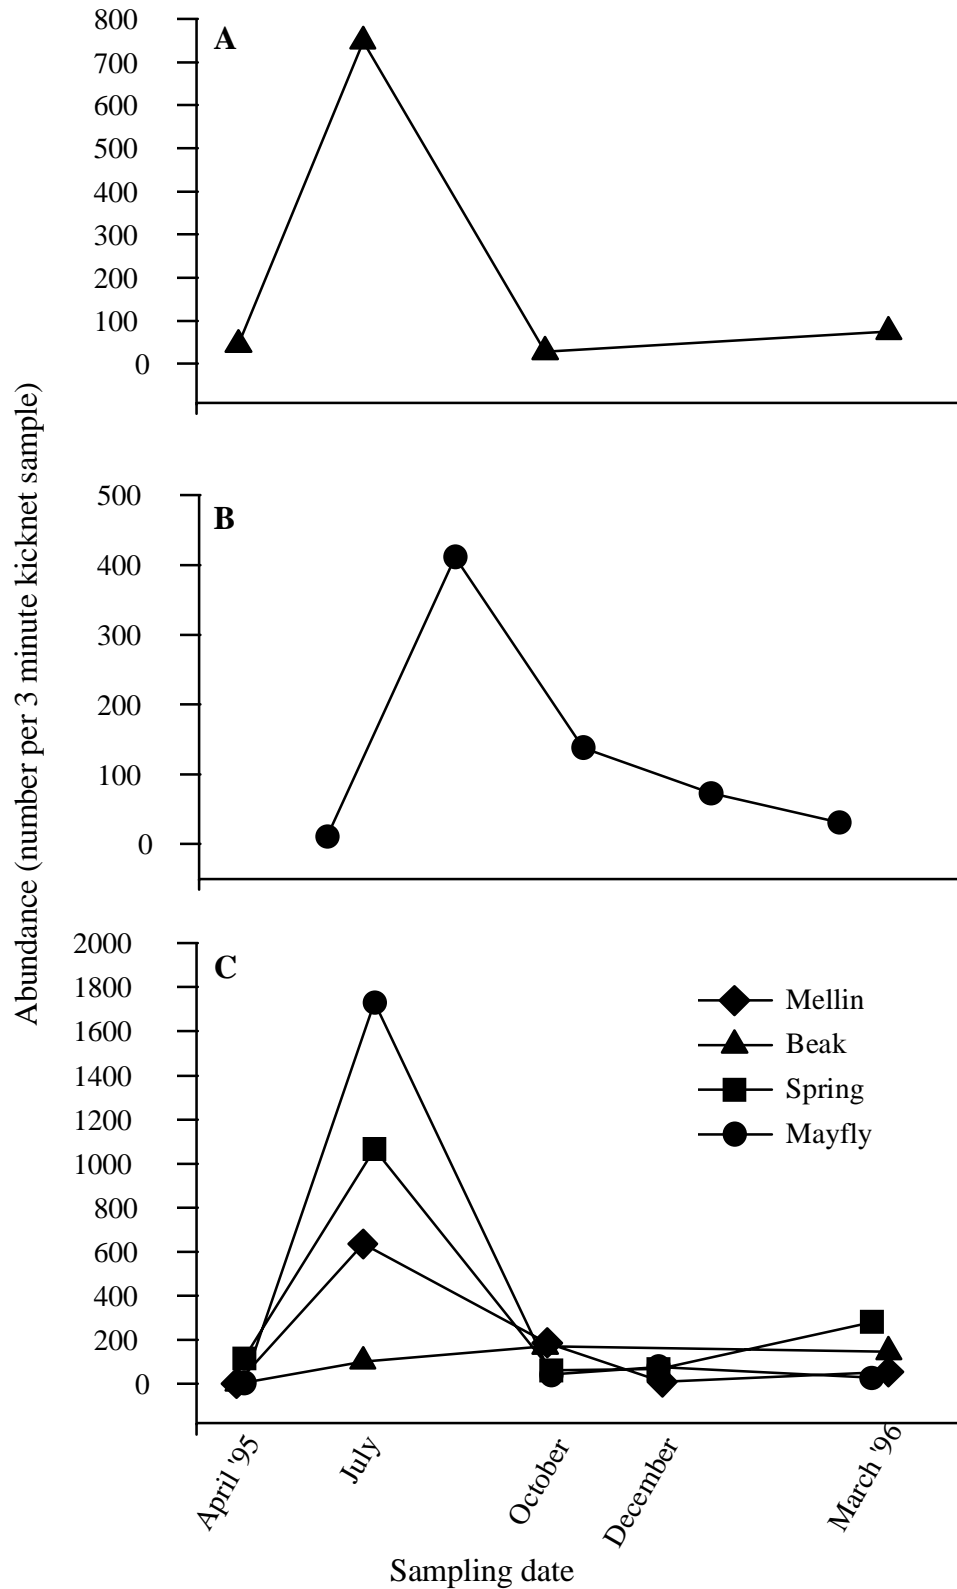 Abundance (number per 3 minute kicknet sample)
A
800
700
600
500
400
300
200
100
0
B
500
400
300
200
100
0
C
2000
1800
1600
1400
1200
1000
800
600
400
200
0
Mellin
Beak
Spring
Mayfly
April '95
July
October
December
March '96
Sampling date